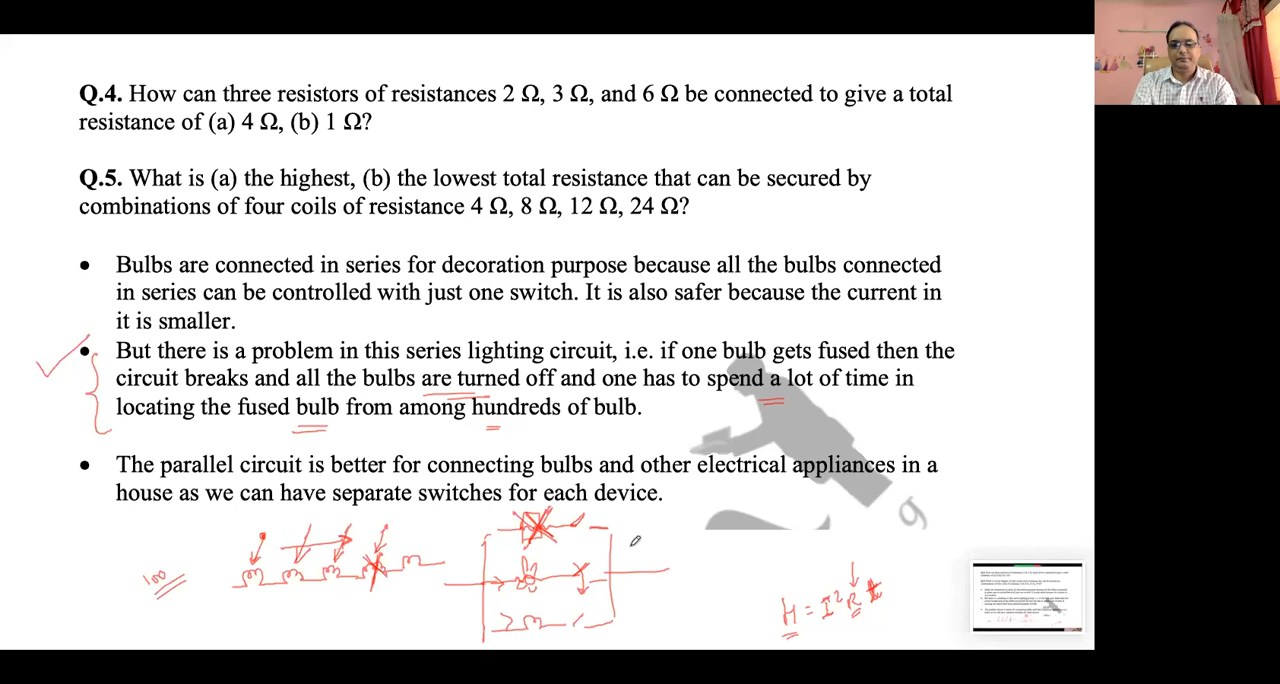 Q.4. How can three resistors of resistances 2 Ω, 3 Ω, and 6 Ω be connected to give a total
resistance of (a) 4 Ω, (b) 1 Ω?
Q.5. What is (a) the highest, (b) the lowest total resistance that can be secured by
combinations of four coils of resistance 4 Ω, 8 Ω, 12 Ω, 24 Ω?
• Bulbs are connected in series for decoration purpose because all the bulbs connected
in series can be controlled with just one switch. It is also safer because the current in
it is smaller.
• But there is a problem in this series lighting circuit, i.e. if one bulb gets fused then the
circuit breaks and all the bulbs are turned off and one has to spend a lot of time in
locating the fused bulb from among hundreds of bulb.
• The parallel circuit is better for connecting bulbs and other electrical appliances in a
house as we can have separate switches for each device.
100
H = I²Rt